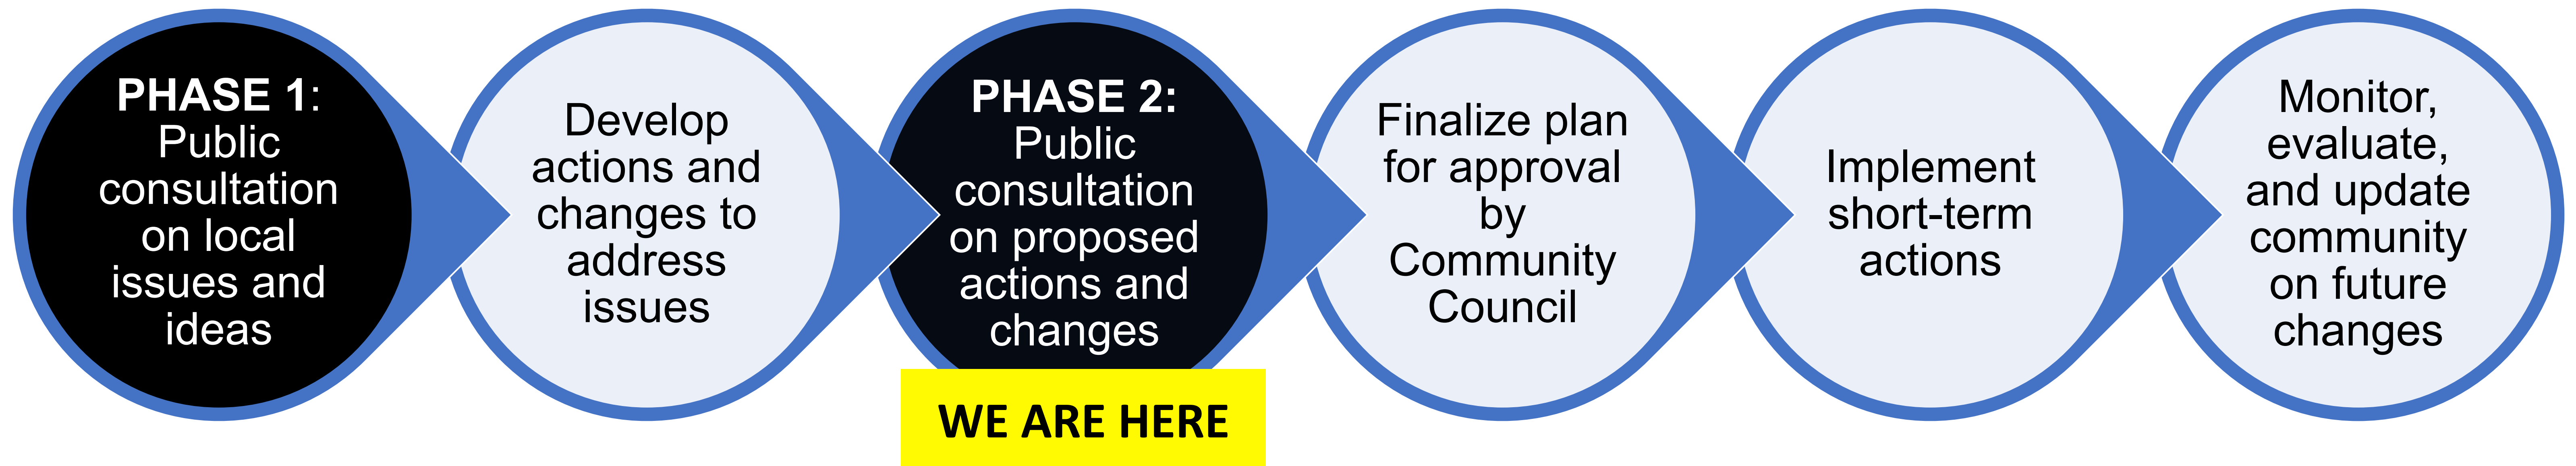 PHASE 1:
Public
consultation
on local
issues and
ideas
Develop
actions and
changes to
address
issues
PHASE 2:
Public
consultation
on proposed
actions and
changes
WE ARE HERE
Finalize plan
for approval
by
Community
Council
Implement
short-term
actions
Monitor,
evaluate,
and update
community
on future
changes